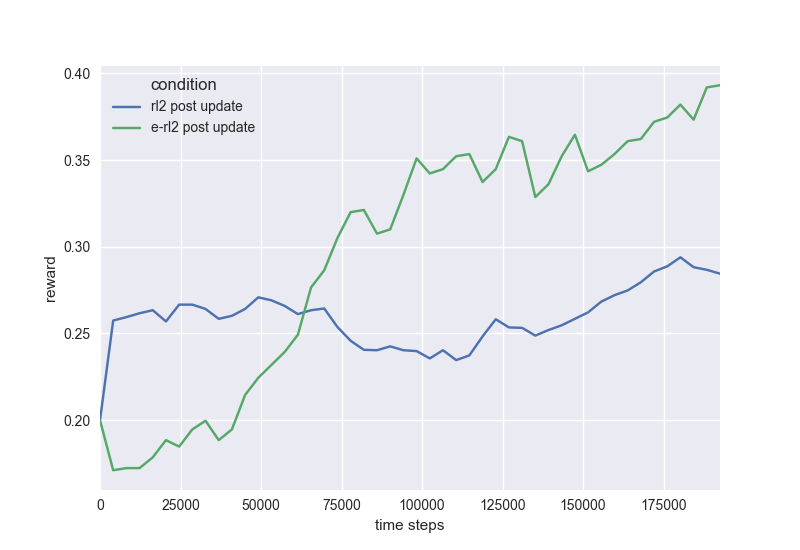 condition
rl2 post update
e-rl2 post update
0.40
0.35
0.30
0.25
0.20
reward
0 25000 50000 75000 100000 125000 150000 175000
time steps